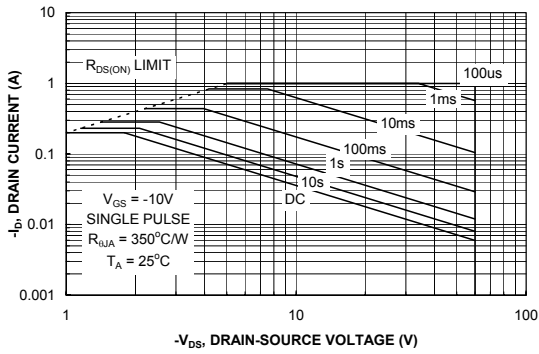 10
R_DS(ON) LIMIT
100us
1
1ms
10ms
100ms
0.1
1s
10s
DC
V_GS = -10V
SINGLE PULSE
R_θJA = 350°C/W
T_A = 25°C
0.01
0.001
1
10
100
-I_D, DRAIN CURRENT (A)
-V_DS, DRAIN-SOURCE VOLTAGE (V)